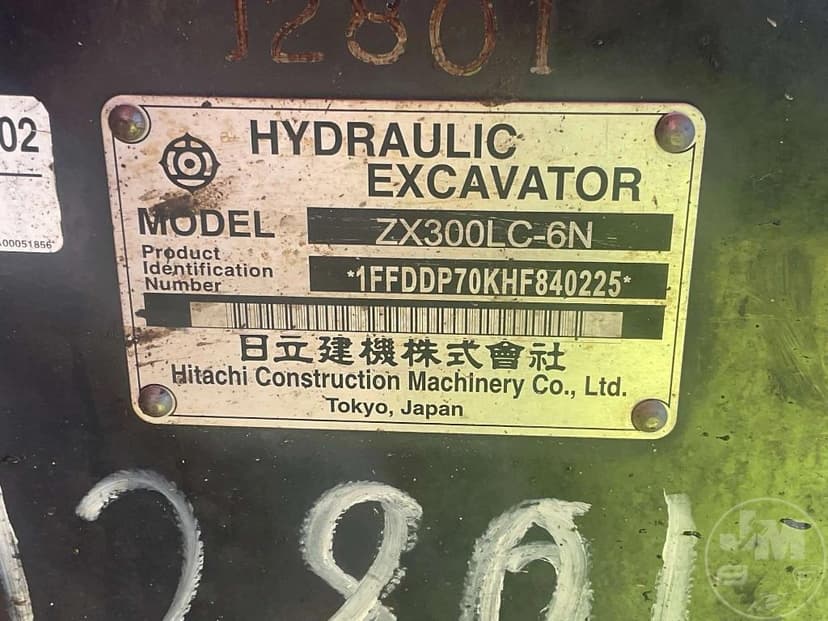 12801
HYDRAULIC
EXCAVATOR
02
MODEL ZX300LC-6N
A00051856
Product
Identification
Number
*1FFDDP70KHF840225*
日立建機株式會社
Hitachi Construction Machinery Co., Ltd.
Tokyo, Japan
12801
J&M